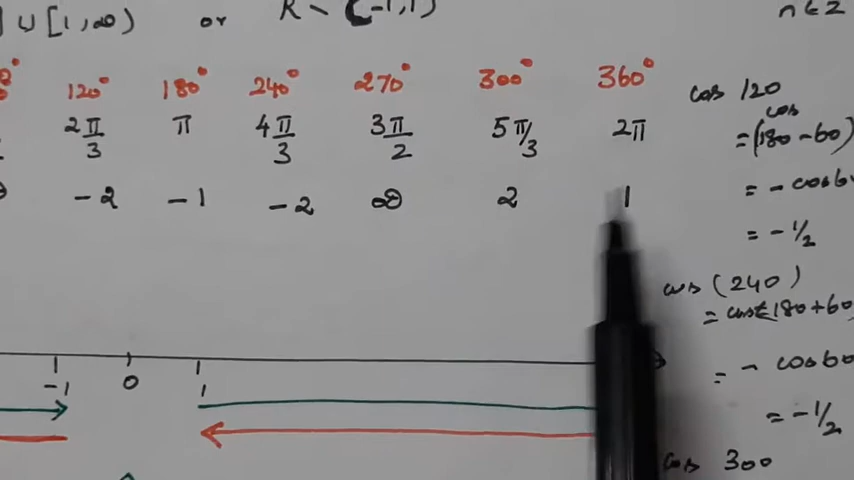 U [1, ∞) or R \ (-1, 1) n ∈ Z
120° 180° 240° 270° 300° 360°
2π/3 π 4π/3 3π/2 5π/3 2π
-2 -1 -2 ∞ 2 1
-1 0 1
cos 120
= cos (180 - 60)
= - cos 60
= - 1/2
cos (240)
= cos (180 + 60
= - cos 60
= - 1/2
cos 300